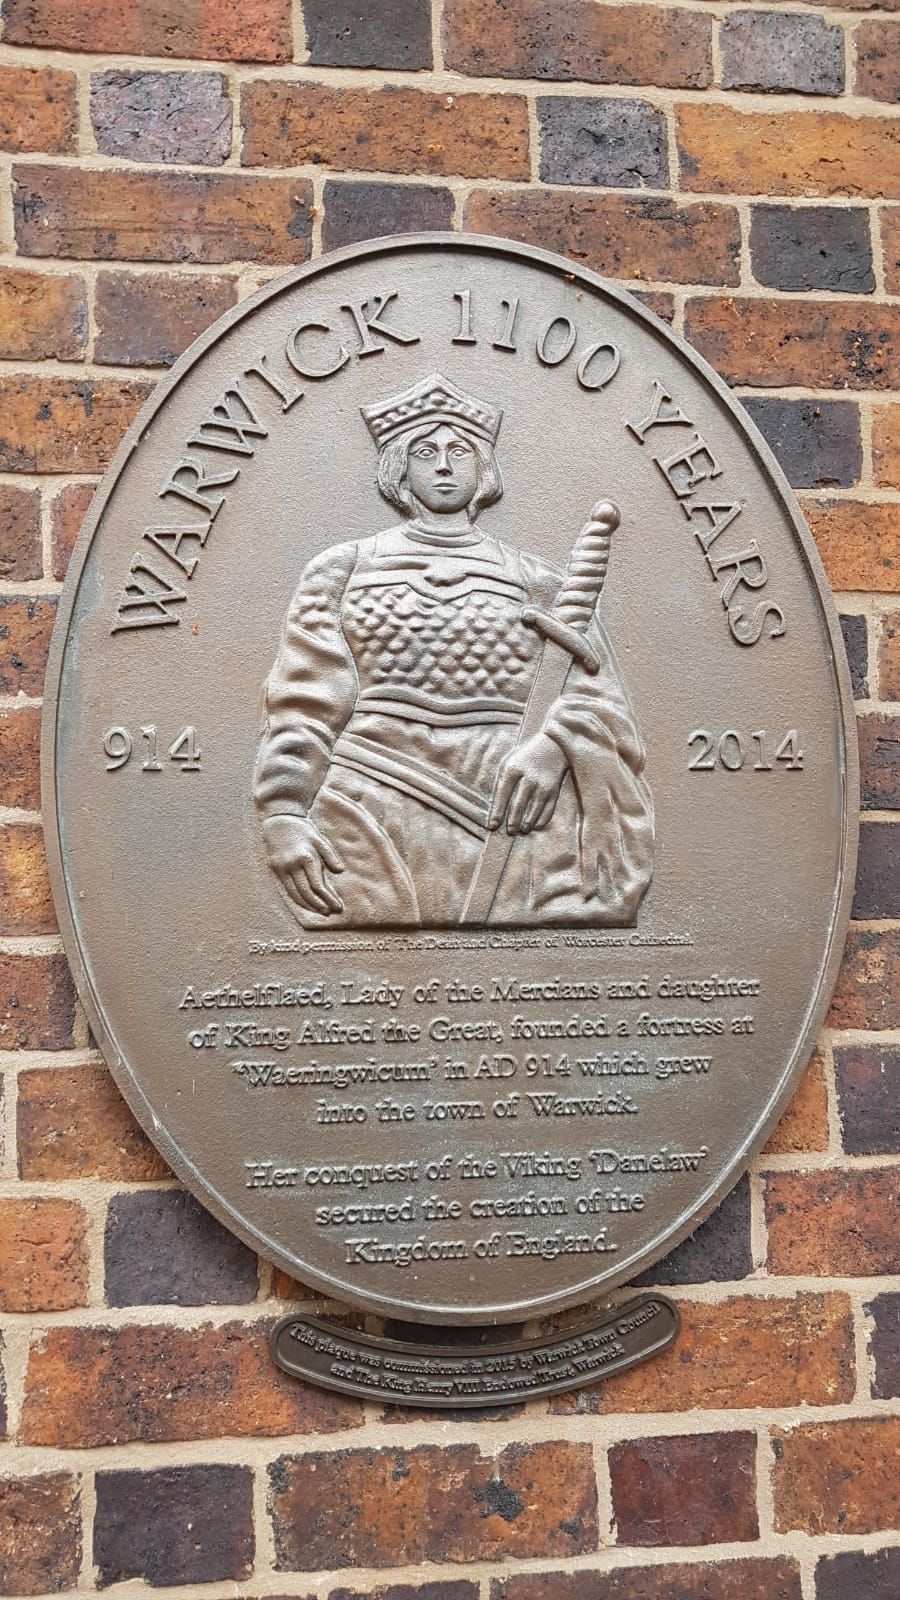 WARWICK 1100 YEARS
914
2014
By kind permission of The Dean and Chapter of Worcester Cathedral.
Aethelflaed, Lady of the Mercians and daughter
of King Alfred the Great, founded a fortress at
'Waeringwicum' in AD 914 which grew
into the town of Warwick.
Her conquest of the Viking 'Danelaw'
secured the creation of the
Kingdom of England.
This plaque was commissioned in 2015 by Warwick Town Council
and The King Henry VIII Endowed Trust, Warwick